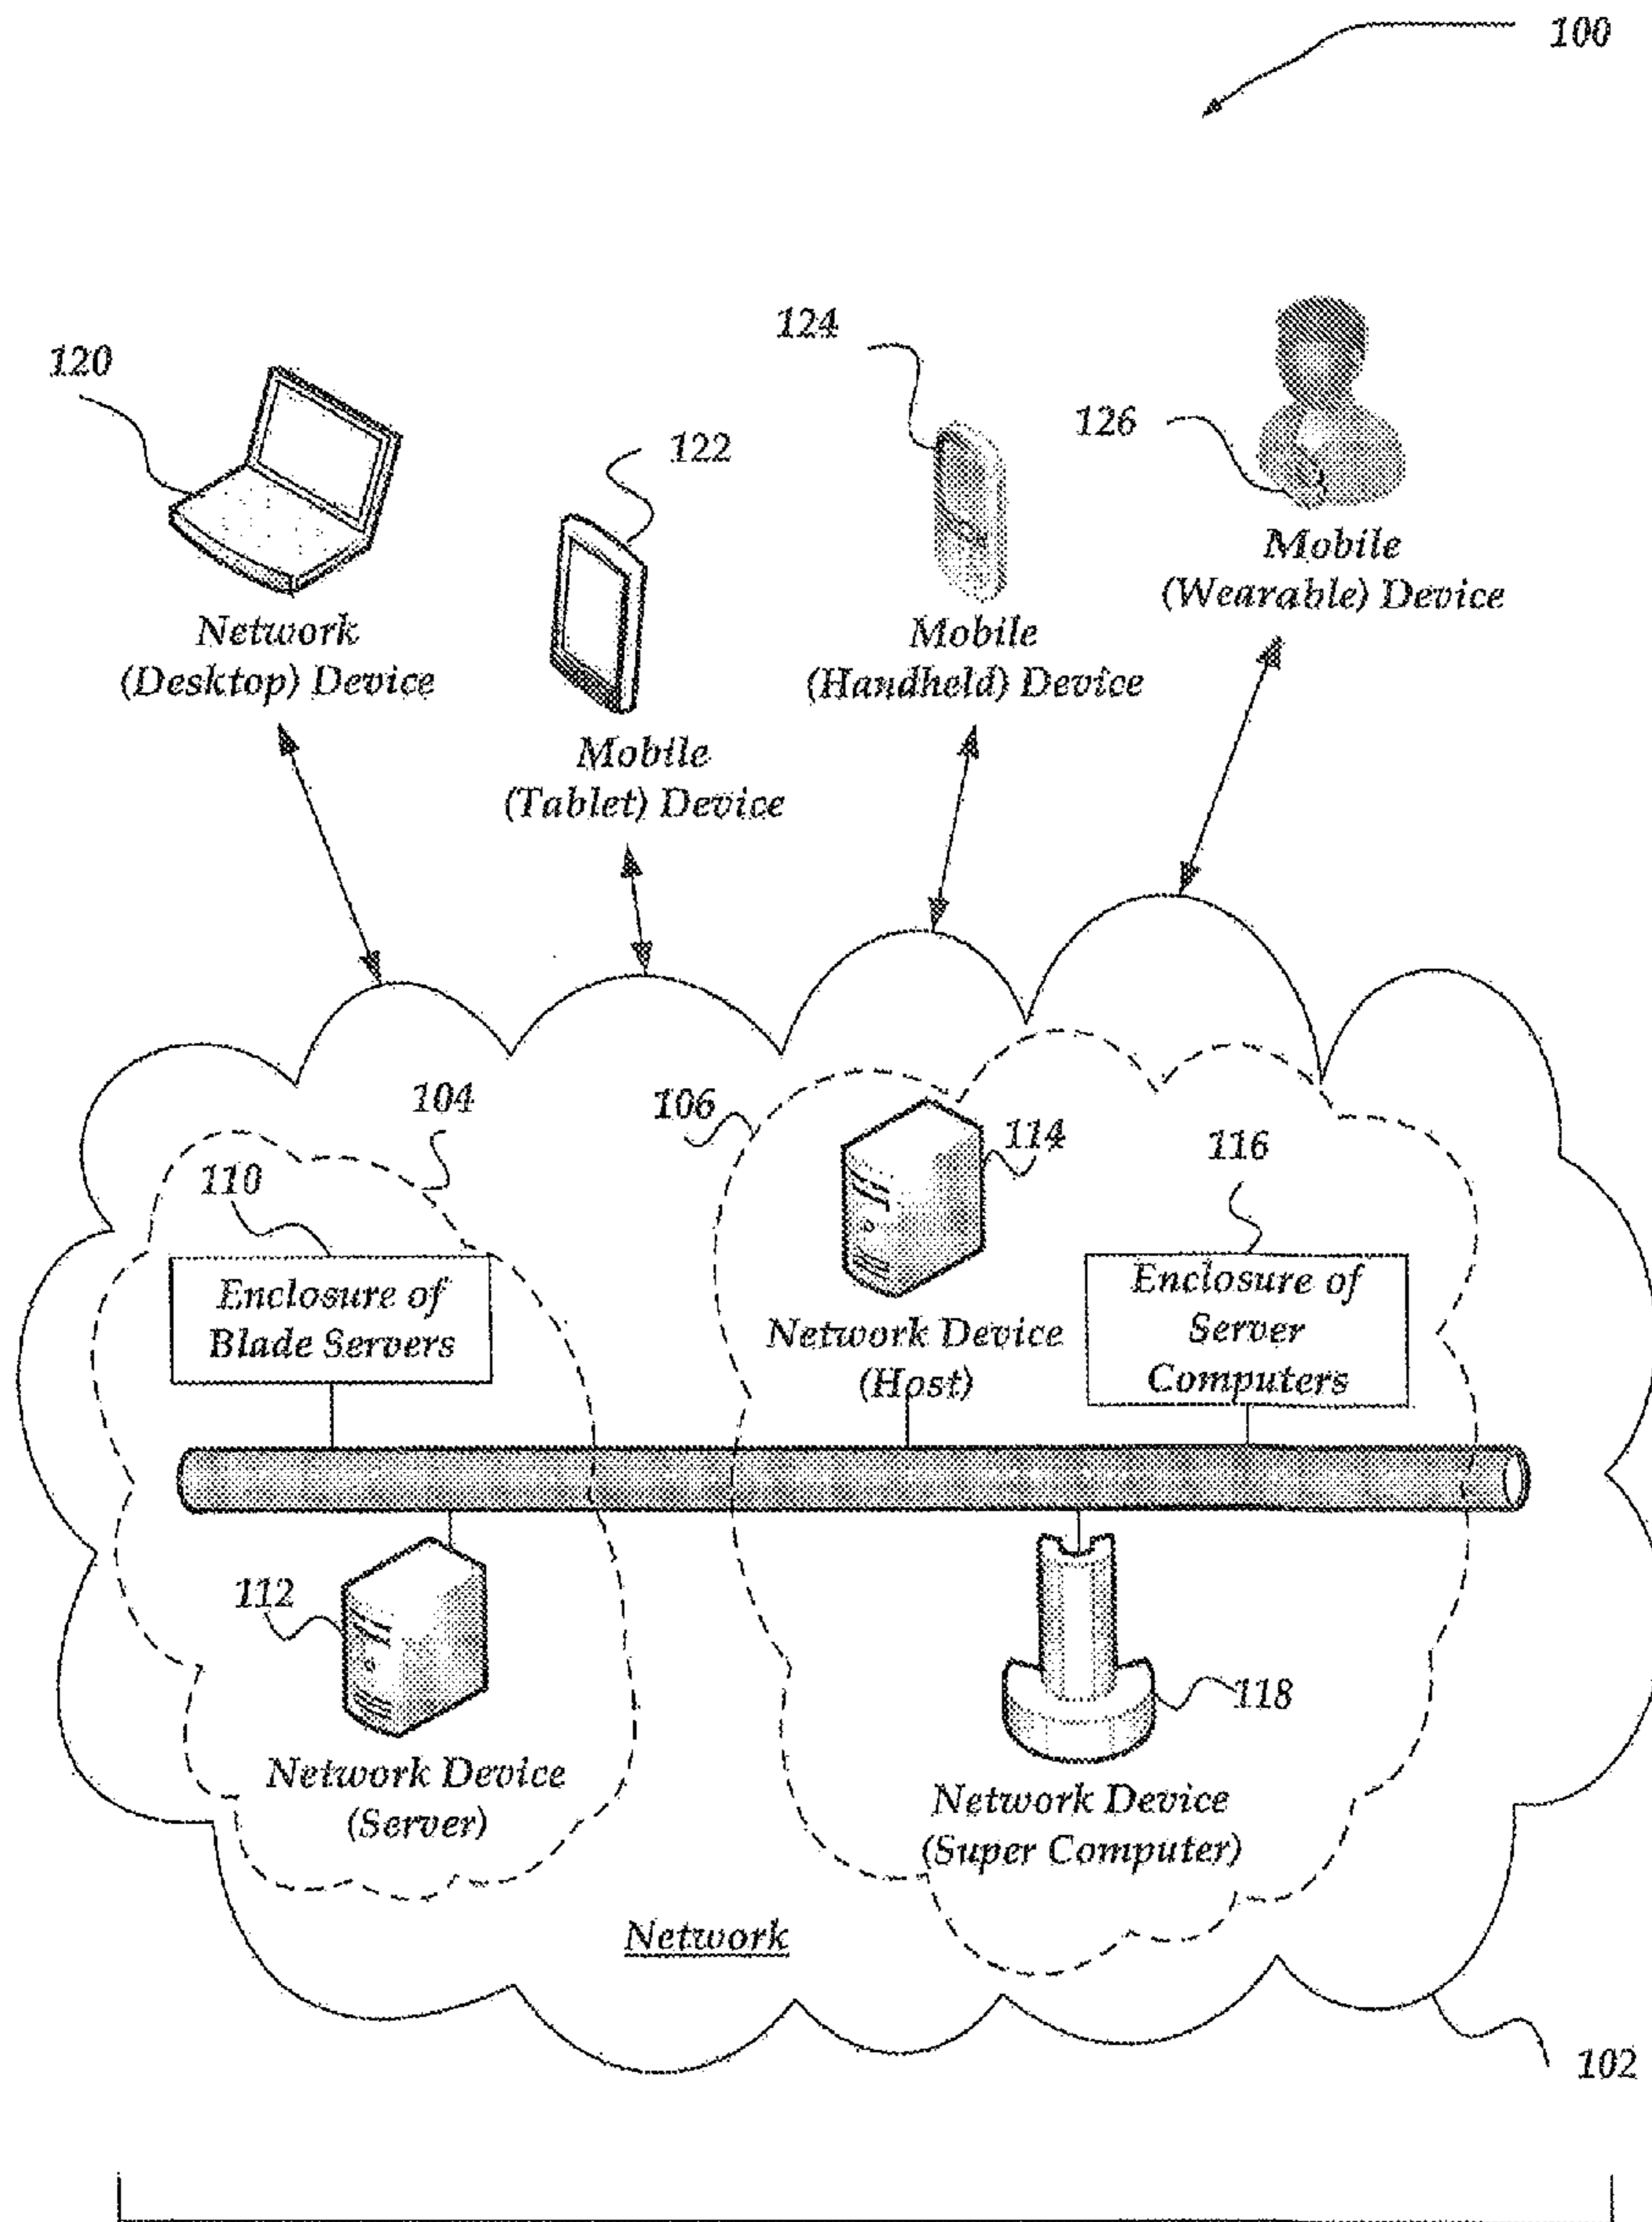 100
124
120
126
122
Mobile
(Wearable) Device
Network
(Desktop) Device
Mobile
(Handheld) Device
Mobile
(Tablet) Device
104
106
114
116
110
Enclosure of
Blade Servers
Enclosure of
Server
Computers
Network Device
(Host)
112
118
Network Device
(Server)
Network Device
(Super Computer)
Network
102